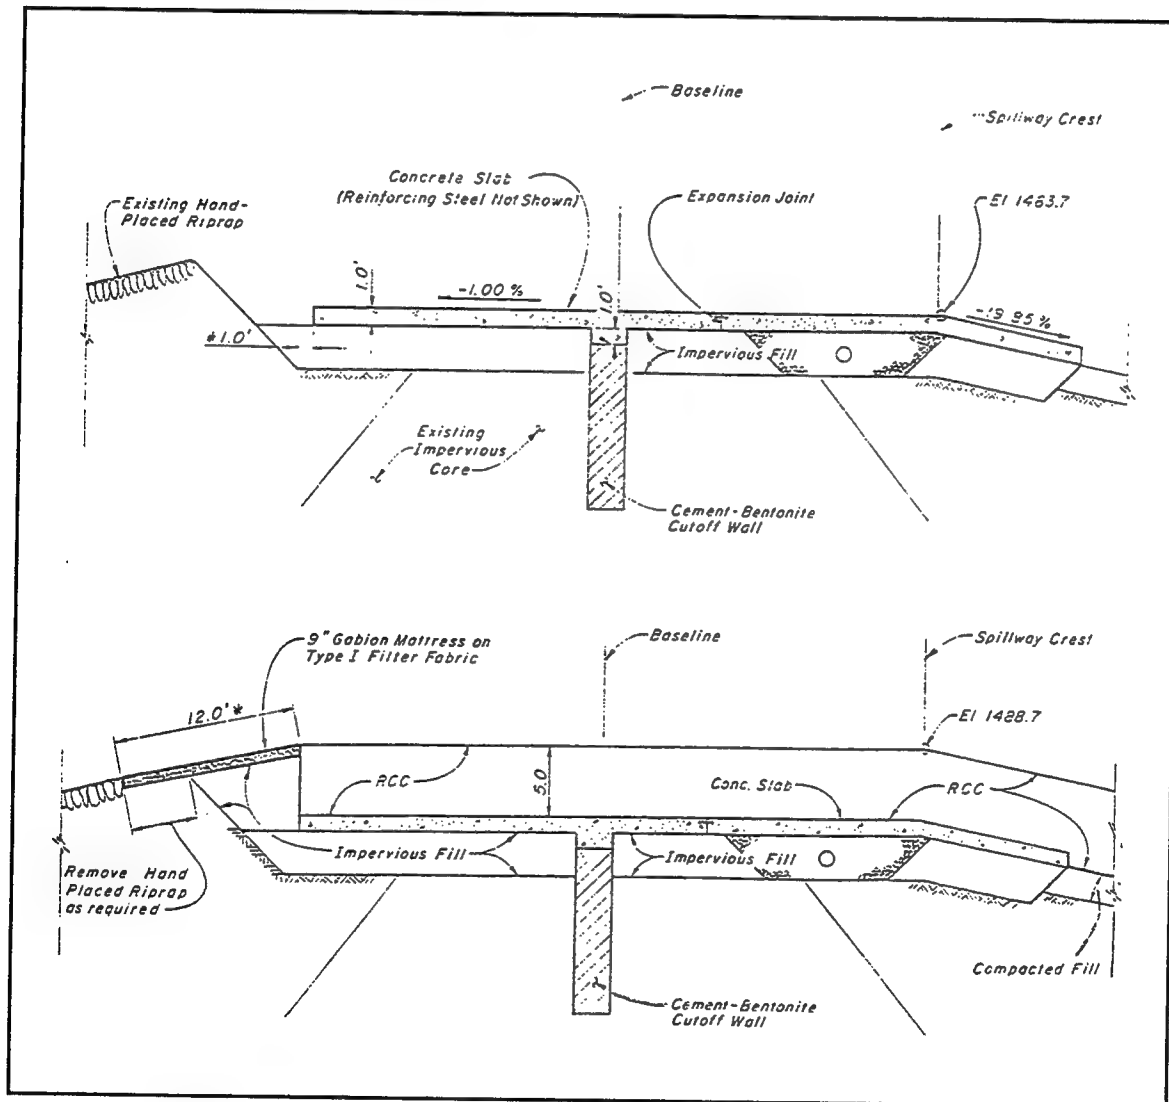 Baseline
Spillway Crest
Concrete Slab
(Reinforcing Steel Not Shown)
Expansion Joint
El 1463.7
Existing Hand-
Placed Riprap
1.0'
-1.00 %
1.0'
-19.85 %
*1.0'
Impervious Fill
Existing
Impervious
Core
Cement-Bentonite
Cutoff Wall
9" Gabion Mattress on
Type I Filter Fabric
Baseline
Spillway Crest
12.0' *
El 1488.7
RCC
5.0
Conc. Slab
RCC
Impervious Fill
Impervious Fill
Remove Hand
Placed Riprap
as required
Compacted Fill
Cement-Bentonite
Cutoff Wall